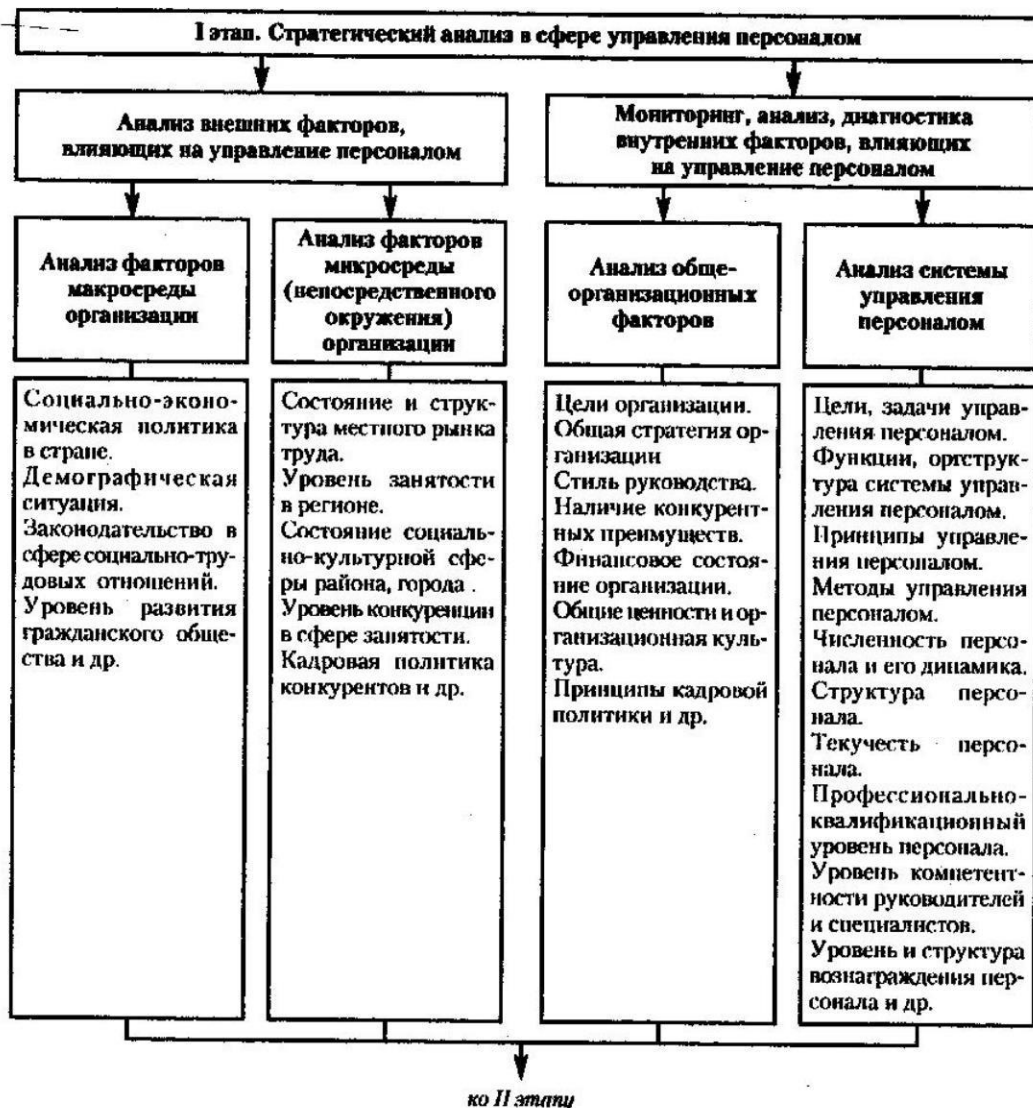 I этап. Стратегический анализ в сфере управления персоналом
Анализ внешних факторов,
влияющих на управление персоналом
Мониторинг, анализ, диагностика
внутренних факторов, влияющих
на управление персоналом
Анализ факторов
макросреды
организации
Анализ факторов
микросреды
(непосредственного
окружения)
организации
Анализ обще-
организационных
факторов
Анализ системы
управления
персоналом
Социально-эконо-
мическая политика
в стране.
Демографическая
ситуация.
Законодательство в
сфере социально-тру-
довых отношений.
Уровень развития
гражданского обще-
ства и др.
Состояние и струк-
тура местного рынка
труда.
Уровень занятости
в регионе.
Состояние социаль-
но-культурной сфе-
ры района, города .
Уровень конкуренции
в сфере занятости.
Кадровая политика
конкурентов и др.
Цели организации.
Общая стратегия ор-
ганизации
Стиль руководства.
Наличие конкурент-
ных преимуществ.
Финансовое состоя-
ние организации.
Общие ценности и ор-
ганизационная куль-
тура.
Принципы кадровой
политики и др.
Цели, задачи управ-
ления персоналом.
Функции, оргструк-
тура системы управ-
ления персоналом.
Принципы управле-
ния персоналом.
Методы управления
персоналом.
Численность персо-
нала и его динамика.
Структура персо-
нала.
Текучесть персо-
нала.
Профессионально-
квалификационный
уровень персонала.
Уровень компетент-
ности руководителей
и специалистов.
Уровень и структура
вознаграждения пер-
сонала и др.
ко II этапу